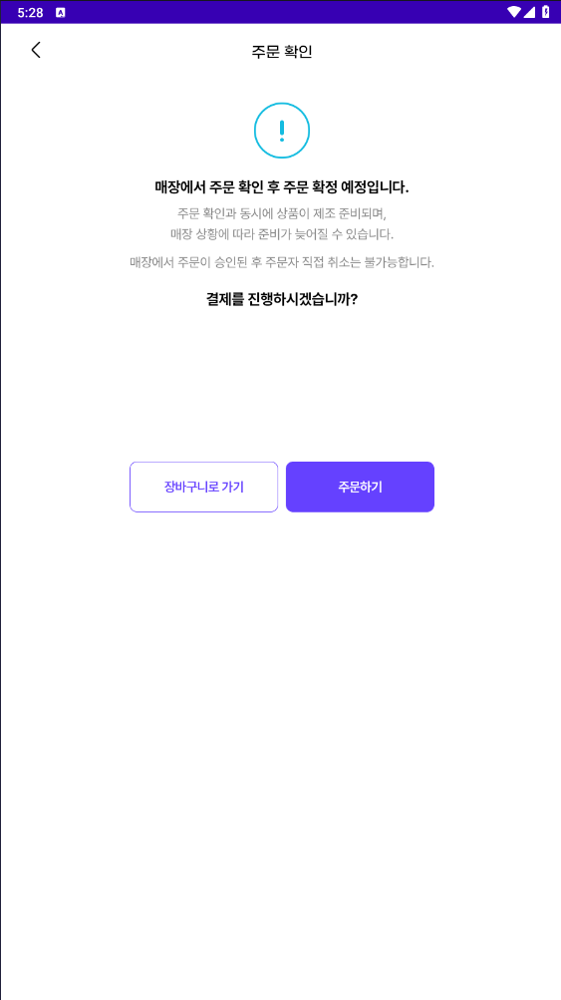 5:28
주문 확인
매장에서 주문 확인 후 주문 확정 예정입니다.
주문 확인과 동시에 상품이 제조 준비되며,
매장 상황에 따라 준비가 늦어질 수 있습니다.
매장에서 주문이 승인된 후 주문자 직접 취소는 불가능합니다.
결제를 진행하시겠습니까?
장바구니로 가기
주문하기